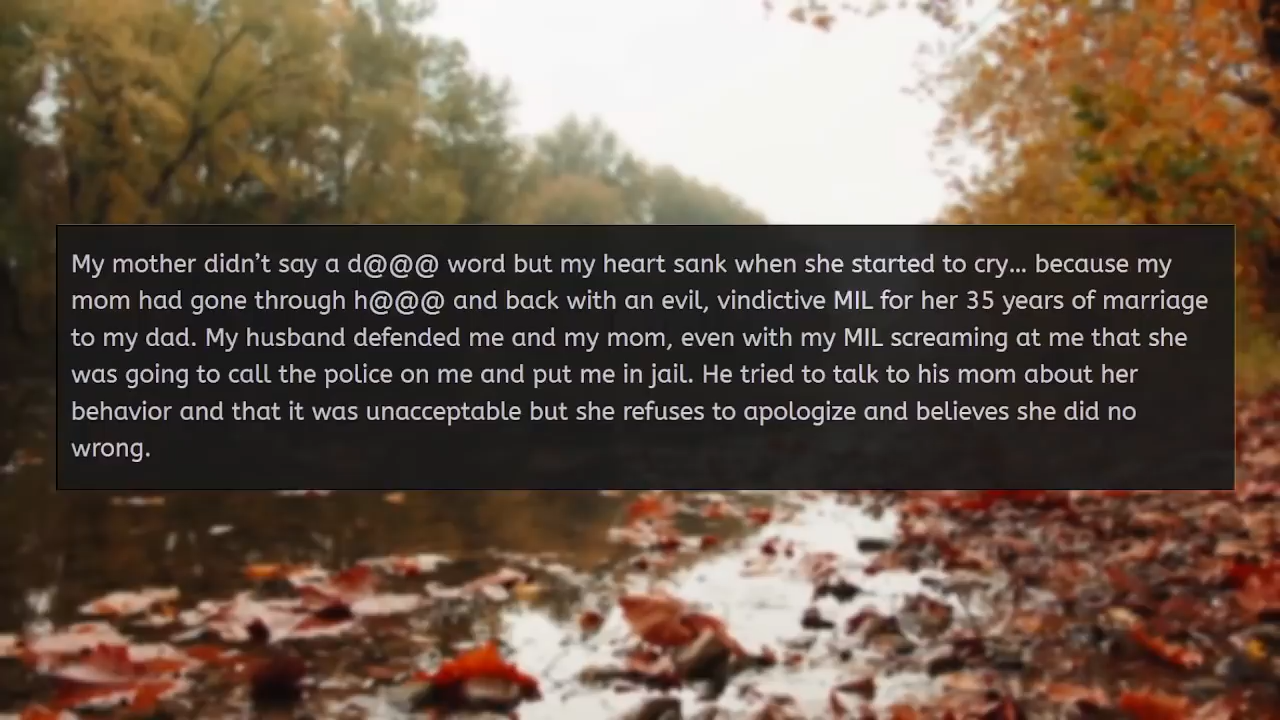 My mother didn’t say a d@@@ word but my heart sank when she started to cry... because my
mom had gone through h@@@ and back with an evil, vindictive MIL for her 35 years of marriage
to my dad. My husband defended me and my mom, even with my MIL screaming at me that she
was going to call the police on me and put me in jail. He tried to talk to his mom about her
behavior and that it was unacceptable but she refuses to apologize and believes she did no
wrong.